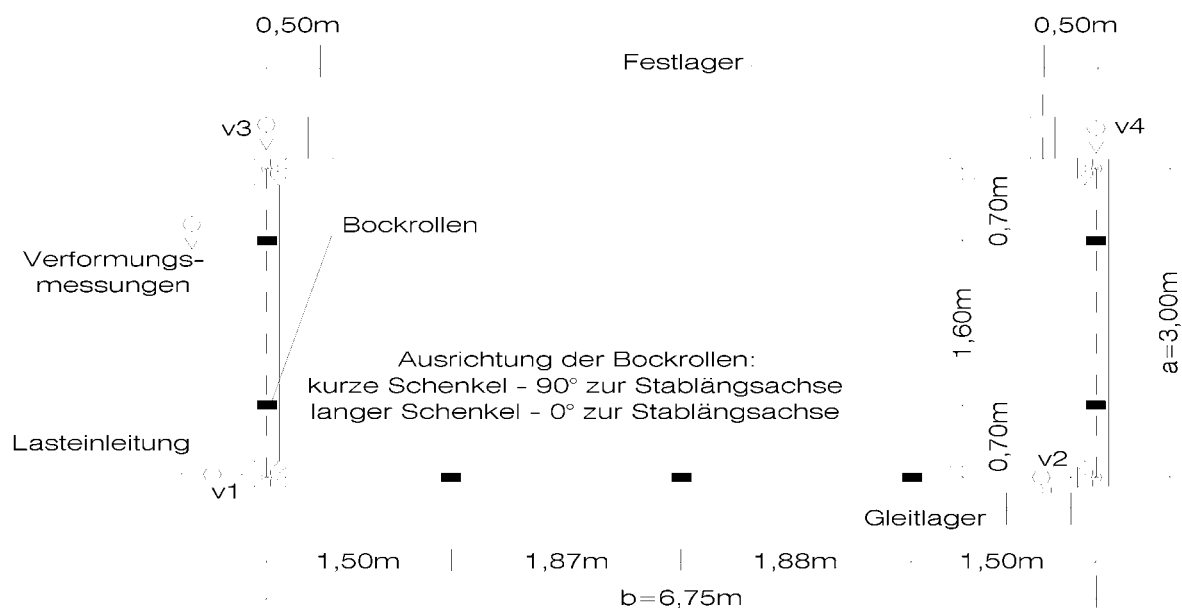 0,50m
0,50m
Festlager
v3
v4
Bockrollen
0,70m
Verformungs-
messungen
1,60m
a=3,00m
Ausrichtung der Bockrollen:
kurze Schenkel - 90° zur Stablängsachse
langer Schenkel - 0° zur Stablängsachse
Lasteinleitung
0,70m
v1
v2
Gleitlager
1,50m
1,87m
1,88m
1,50m
b=6,75m